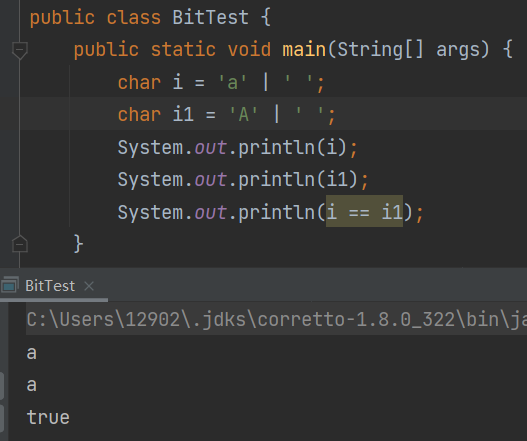 public class BitTest {
    public static void main(String[] args) {
        char i = 'a' | ' ';
        char i1 = 'A' | ' ';
        System.out.println(i);
        System.out.println(i1);
        System.out.println(i == i1);
    }
BitTest ×
C:\Users\12902\.jdks\corretto-1.8.0_322\bin\ja
a
a
true